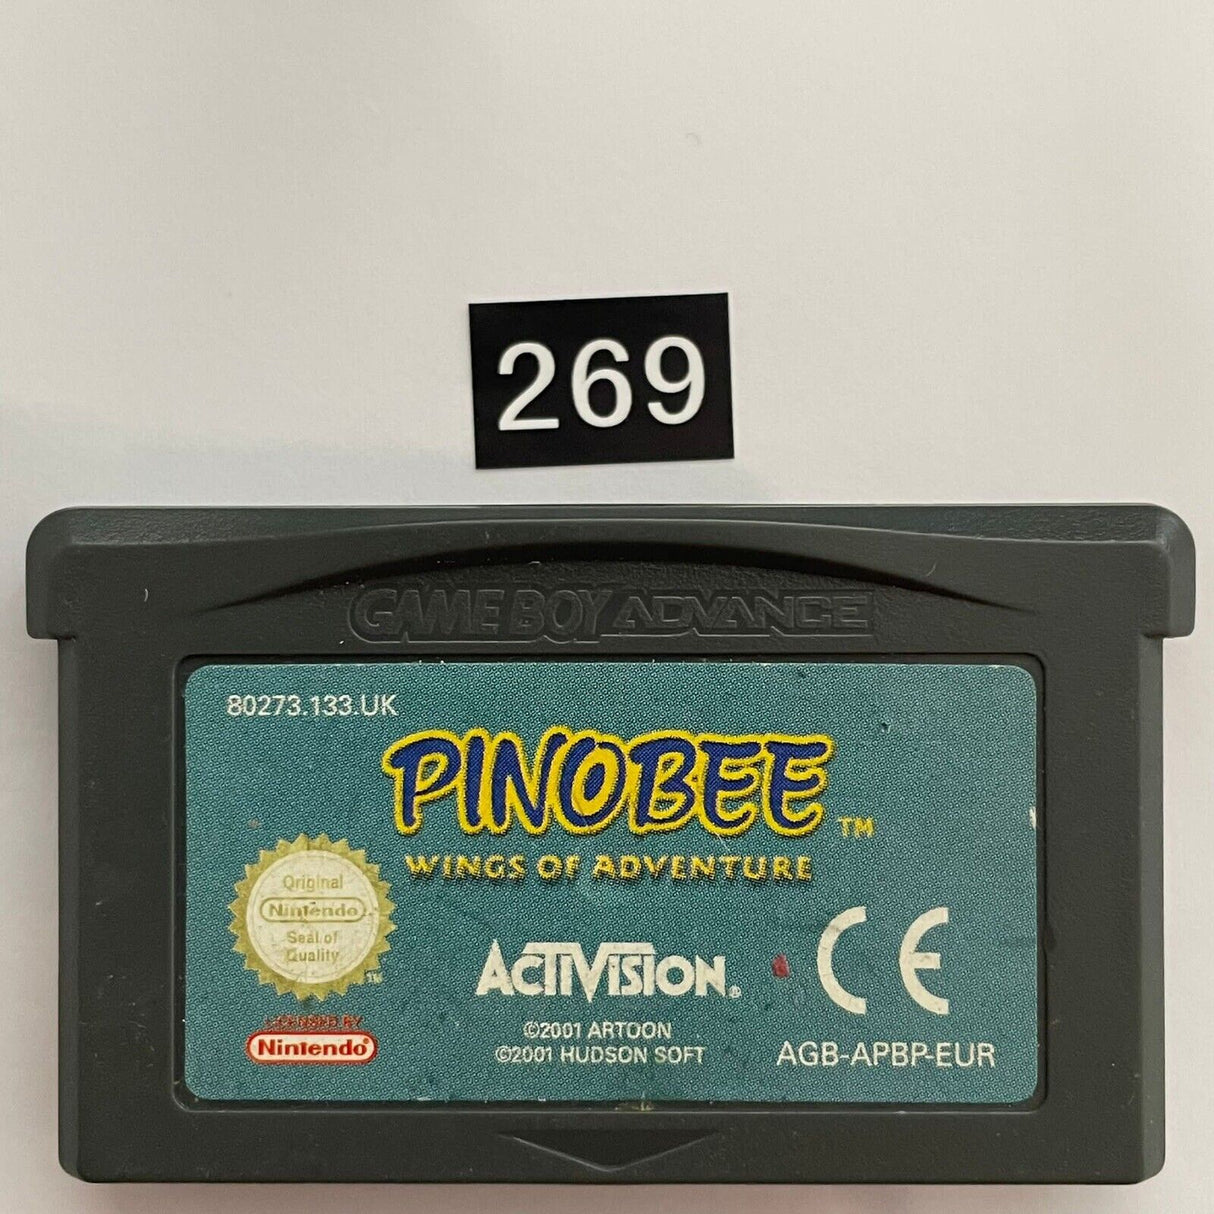 269
GAME BOY ADVANCE
80273.133.UK
PINOBEE TM
WINGS OF ADVENTURE
Original
Nintendo
Seal of
Quality TM
ACTIVISION®
CE
LICENSED BY
Nintendo®
©2001 ARTOON
©2001 HUDSON SOFT
AGB-APBP-EUR